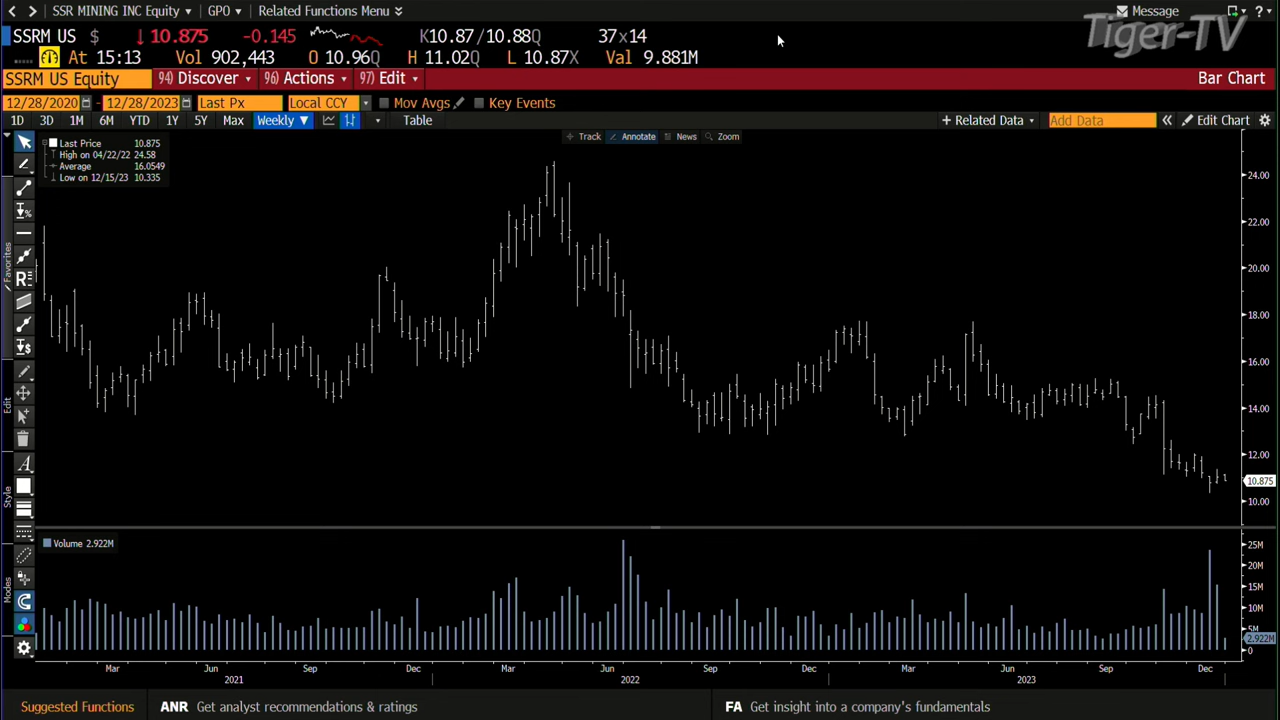 SSR MINING INC Equity GPO Related Functions Menu Message
Tiger-TV
SSRM US $ ↓ 10.875 -0.145 K10.87/10.88Q 37x14
At 15:13 Vol 902,443 O 10.96Q H 11.02Q L 10.87X Val 9.881M
SSRM US Equity 94) Discover 96) Actions 97) Edit Bar Chart
12/28/2020 - 12/28/2023 Last Px Local CCY Mov Avgs Key Events
1D 3D 1M 6M YTD 1Y 5Y Max Weekly ▼ Table + Related Data Add Data « Edit Chart
Track Annotate News Zoom
Last Price 10.875
High on 04/22/22 24.58
Average 16.0549
Low on 12/15/23 10.335
24.00
22.00
20.00
18.00
16.00
14.00
12.00
10.875
10.00
Favorites
Edit
Style
Modes
Volume 2.922M
25M
20M
15M
10M
5M
2.922M
0
Mar Jun Sep Dec Mar Jun Sep Dec Mar Jun Sep Dec
2021 2022 2023
Suggested Functions ANR Get analyst recommendations & ratings FA Get insight into a company's fundamentals